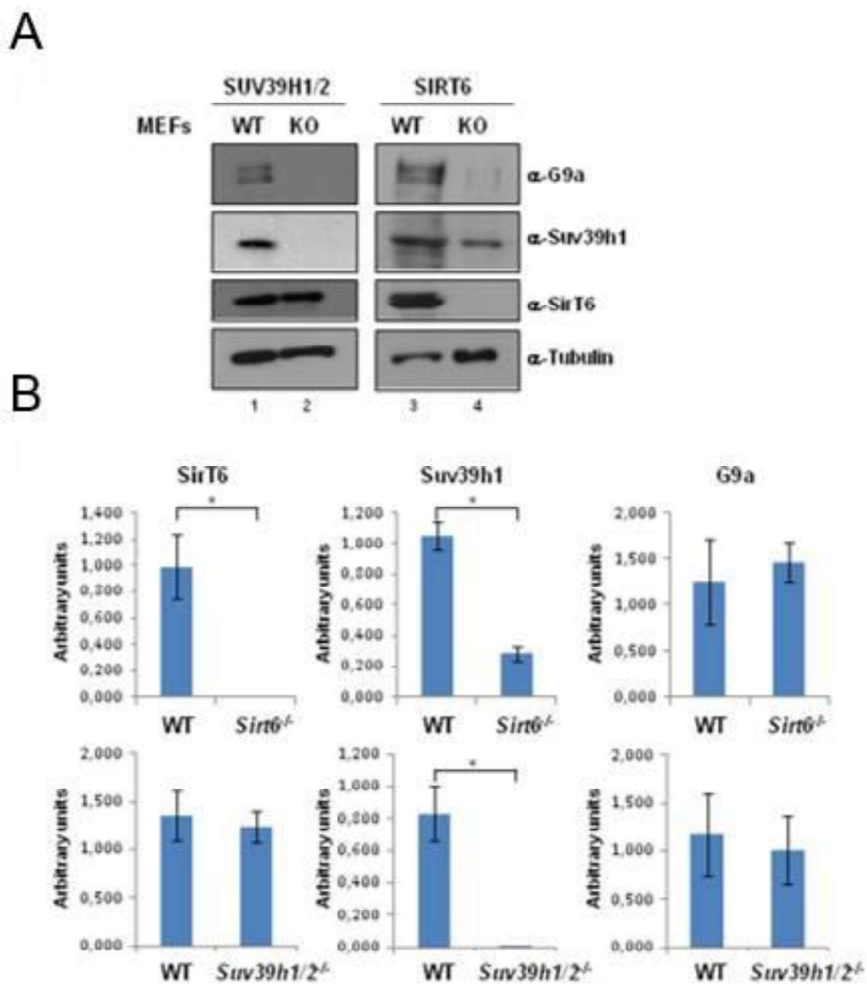 A
SUV39H1/2 SIRT6
MEFs WT KO WT KO
α-G9a
α-Suv39h1
α-SirT6
α-Tubulin
1 2 3 4
B
SirT6 Suv39h1 G9a
Arbitrary units
1,400
1,200
1,000
0,800
0,600
0,400
0,200
0,000
WT Sirt6-/-
*
Arbitrary units
1,200
1,000
0,800
0,600
0,400
0,200
0,000
WT Sirt6-/-
*
Arbitrary units
2,000
1,500
1,000
0,500
0,000
WT Sirt6-/-
Arbitrary units
2,000
1,500
1,000
0,500
0,000
WT Suv39h1/2-/-
Arbitrary units
1,200
1,000
0,800
0,600
0,400
0,200
0,000
WT Suv39h1/2-/-
*
Arbitrary units
2,000
1,500
1,000
0,500
0,000
WT Suv39h1/2-/-